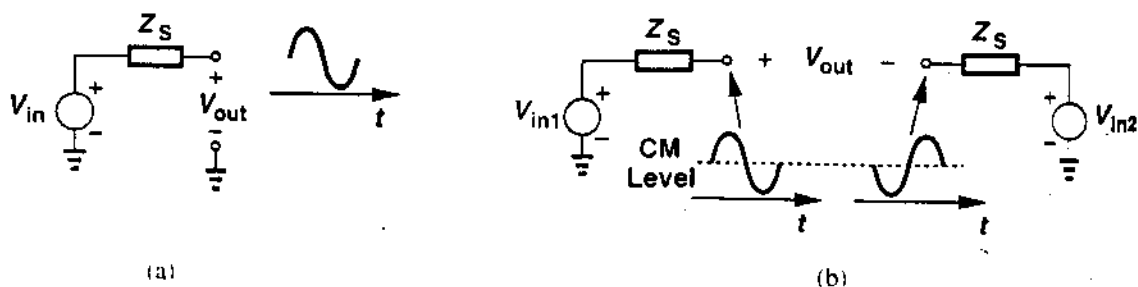 Z_S
+
V_in
-
+
V_out
-
t
(a)
Z_S
+ V_out -
Z_S
+
V_in1
-
+
V_in2
-
CM
Level
t
t
(b)